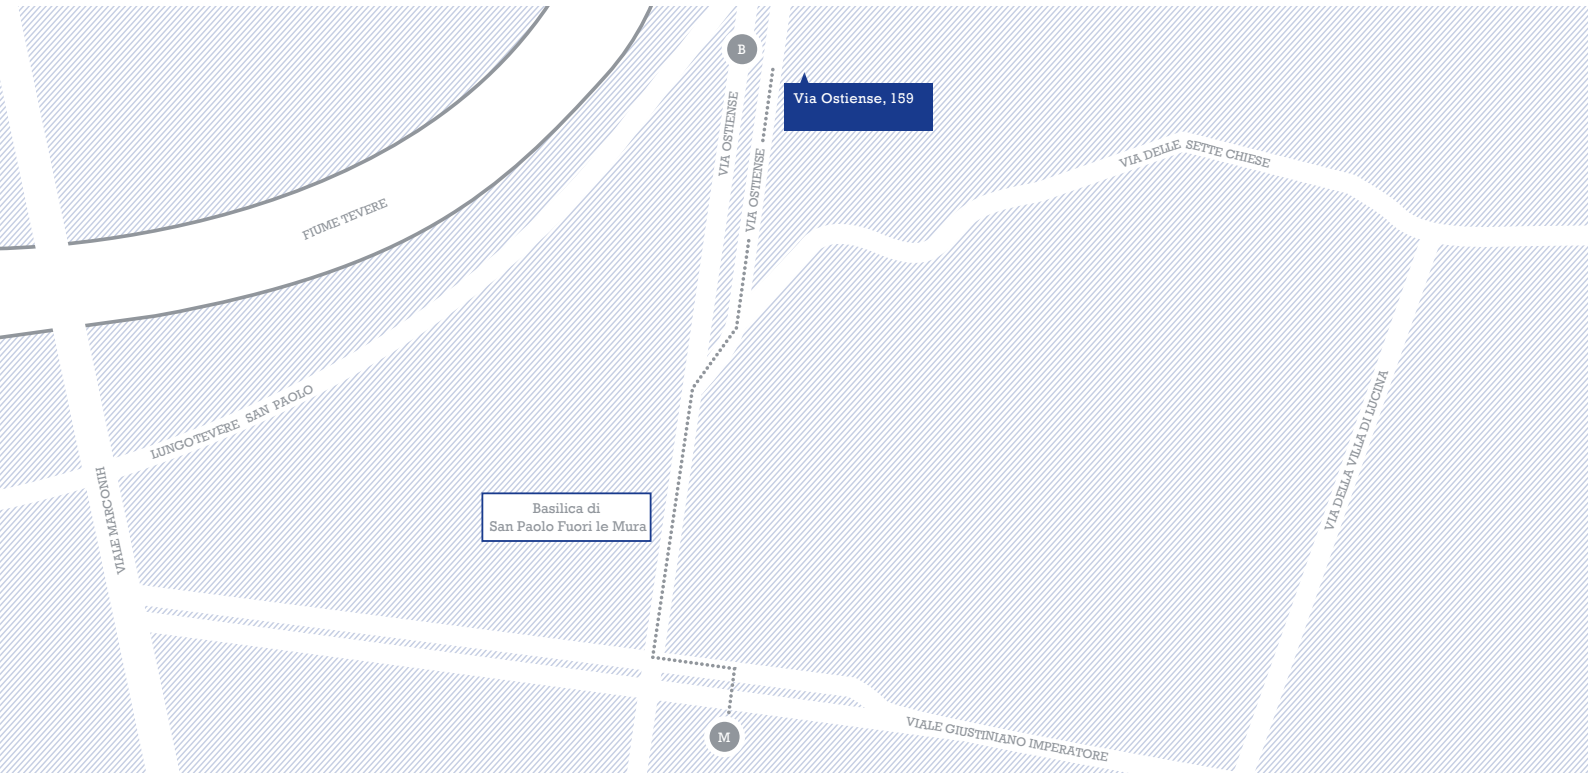 B
Via Ostiense, 159
VIA OSTIENSE
VIA OSTIENSE
VIA DELLE SETTE CHIESE
FIUME TEVERE
LUNGOTEVERE SAN PAOLO
VIA DELLA VILLA DI LUCINA
VIALE MARCONIH
Basilica di
San Paolo Fuori le Mura
M
VIALE GIUSTINIANO IMPERATORE